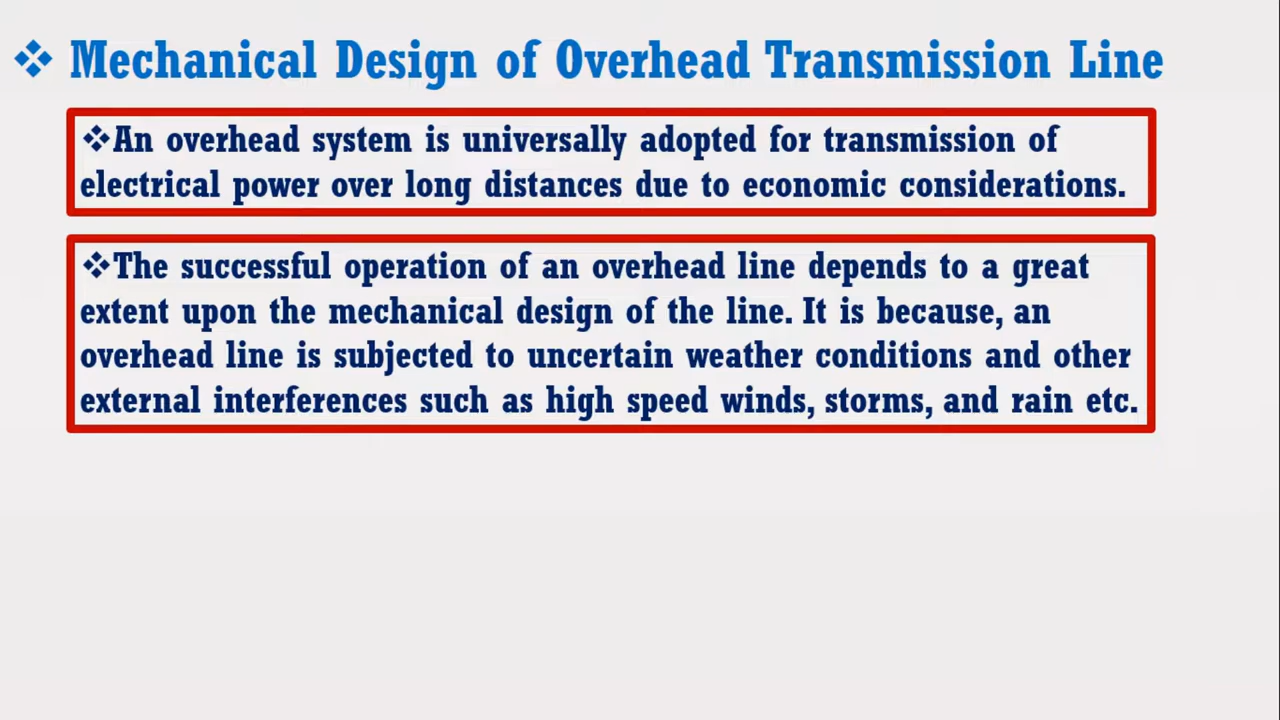 ❖ Mechanical Design of Overhead Transmission Line
❖An overhead system is universally adopted for transmission of
electrical power over long distances due to economic considerations.
❖The successful operation of an overhead line depends to a great
extent upon the mechanical design of the line. It is because, an
overhead line is subjected to uncertain weather conditions and other
external interferences such as high speed winds, storms, and rain etc.